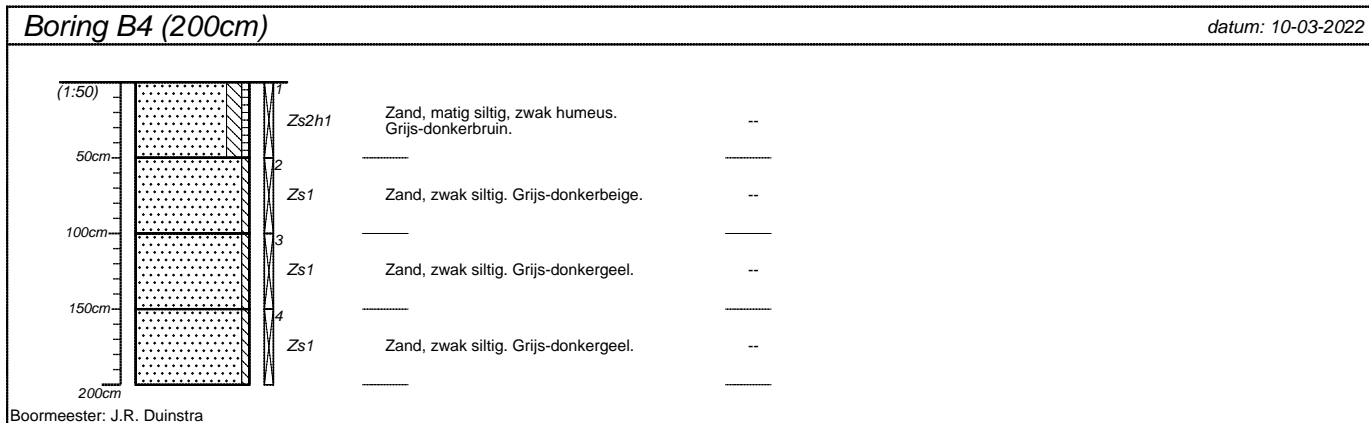 Boring B4 (200cm)
datum: 10-03-2022
(1:50)
1
Zs2h1
Zand, matig siltig, zwak humeus.
Grijs-donkerbruin.
--
50cm
2
Zs1
Zand, zwak siltig. Grijs-donkerbeige.
--
100cm
3
Zs1
Zand, zwak siltig. Grijs-donkergeel.
--
150cm
4
Zs1
Zand, zwak siltig. Grijs-donkergeel.
--
200cm
Boormeester: J.R. Duinstra